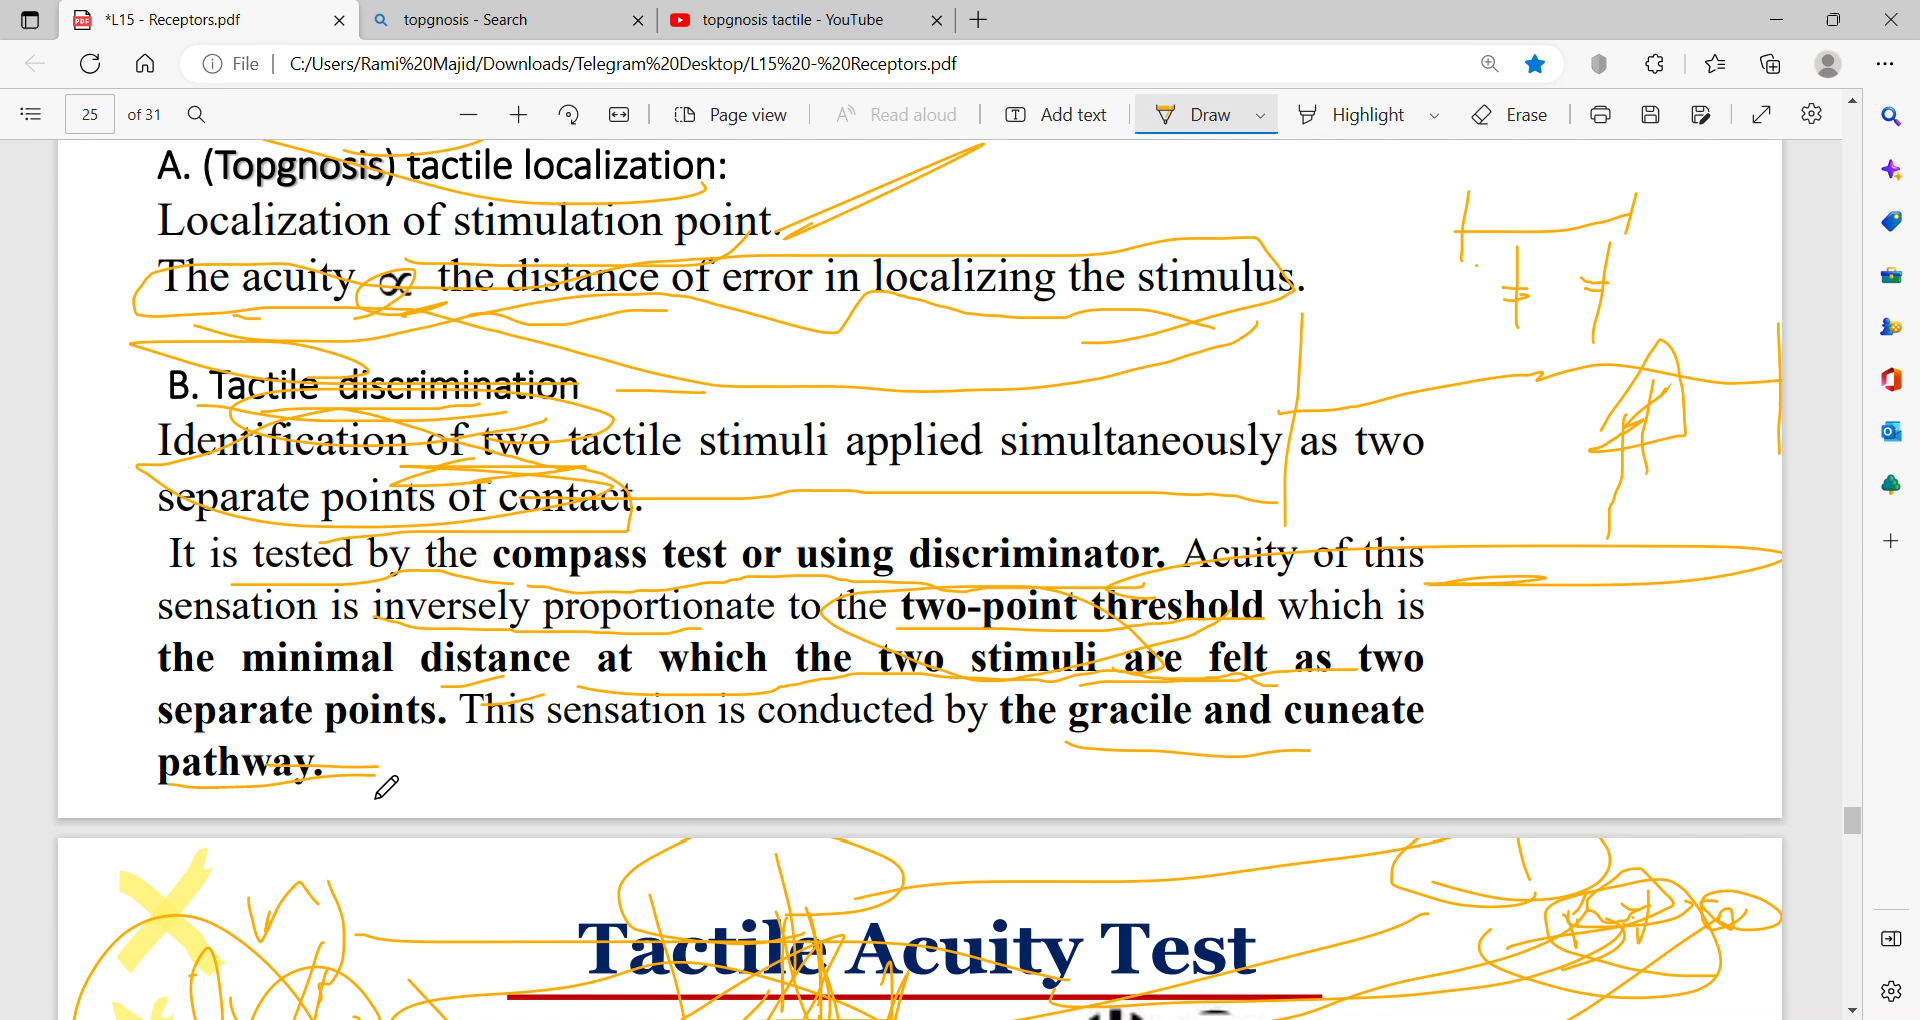 *L15 - Receptors.pdf
topgnosis - Search
topgnosis tactile - YouTube
File
C:/Users/Rami%20Majid/Downloads/Telegram%20Desktop/L15%20-%20Receptors.pdf
25 of 31
Page view
Read aloud
Add text
Draw
Highlight
Erase
A. (Topgnosis) tactile localization:
Localization of stimulation point.
The acuity ∝ the distance of error in localizing the stimulus.
B. Tactile discrimination
Identification of two tactile stimuli applied simultaneously as two
separate points of contact.
It is tested by the compass test or using discriminator. Acuity of this
sensation is inversely proportionate to the two-point threshold which is
the minimal distance at which the two stimuli are felt as two
separate points. This sensation is conducted by the gracile and cuneate
pathway.
Tactile Acuity Test